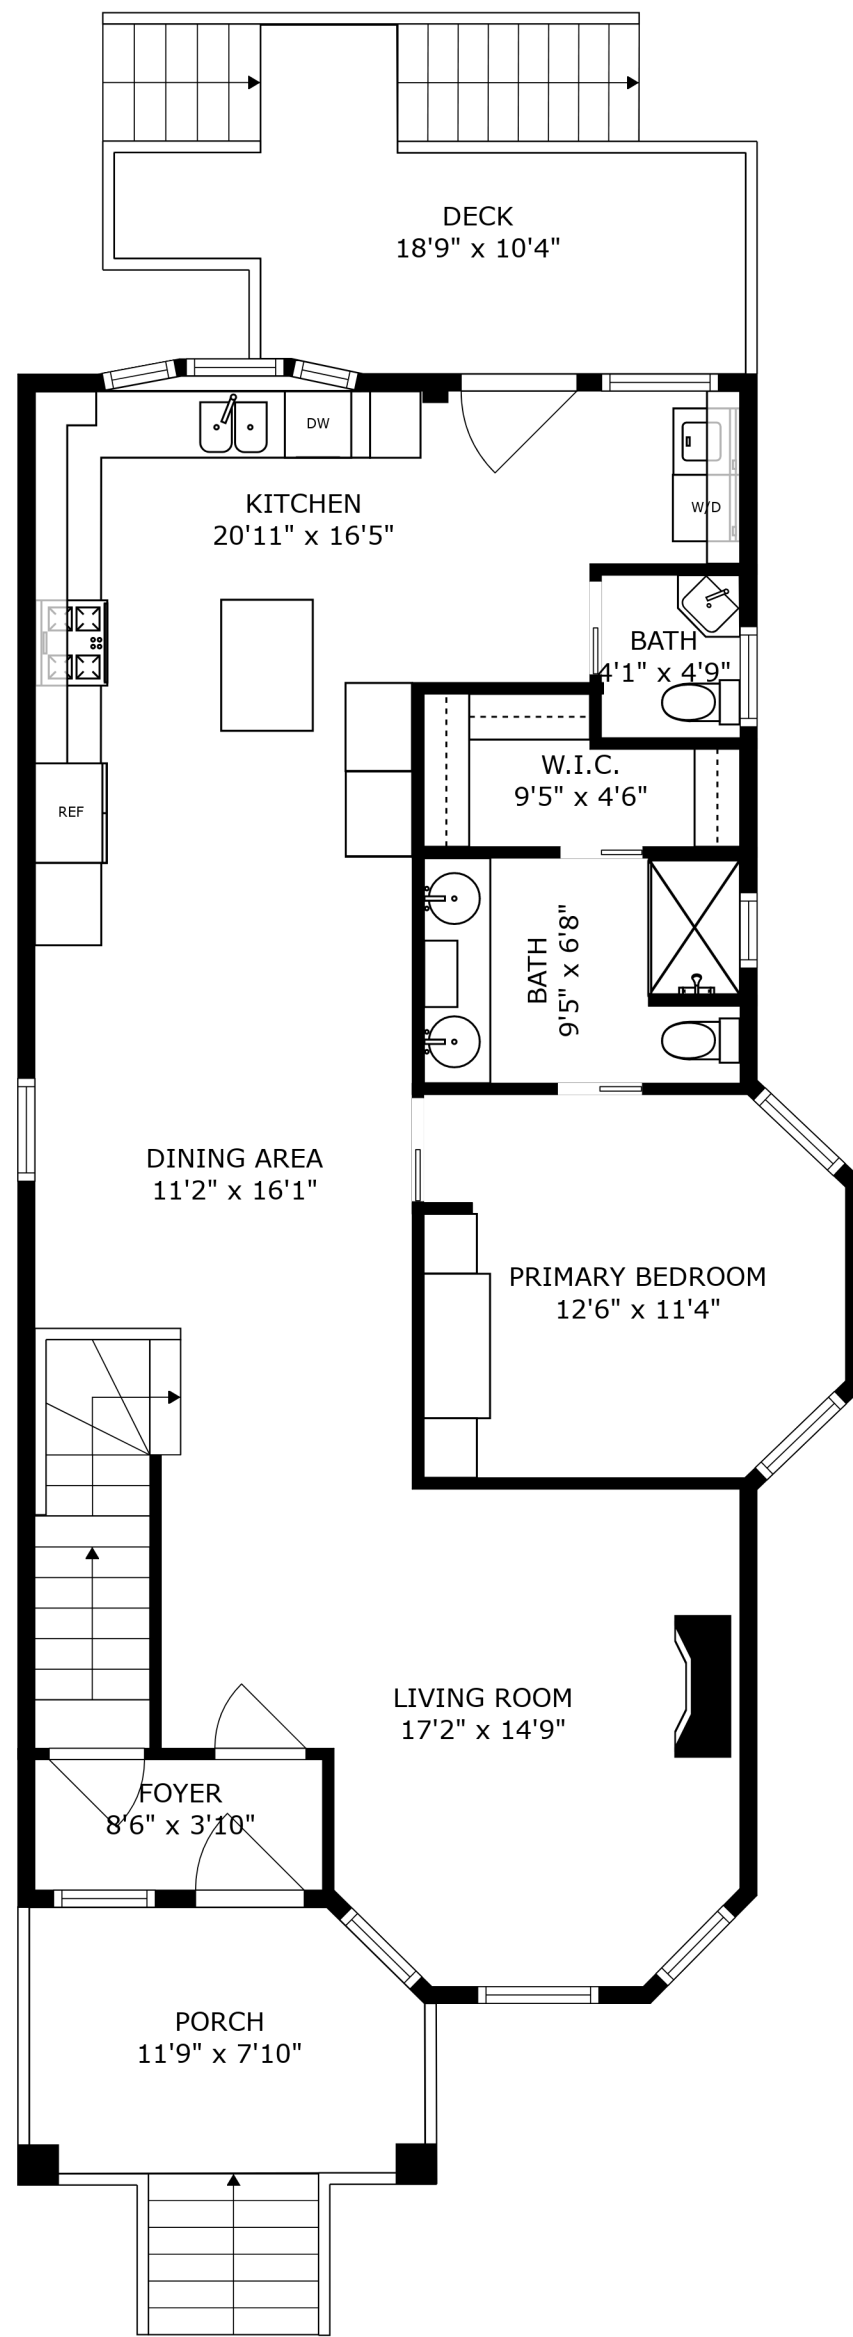 DECK
18'9" x 10'4"
DW
KITCHEN
20'11" x 16'5"
W/D
BATH
4'1" x 4'9"
W.I.C.
9'5" x 4'6"
REF
BATH
9'5" x 6'8"
DINING AREA
11'2" x 16'1"
PRIMARY BEDROOM
12'6" x 11'4"
LIVING ROOM
17'2" x 14'9"
FOYER
8'6" x 3'10"
PORCH
11'9" x 7'10"